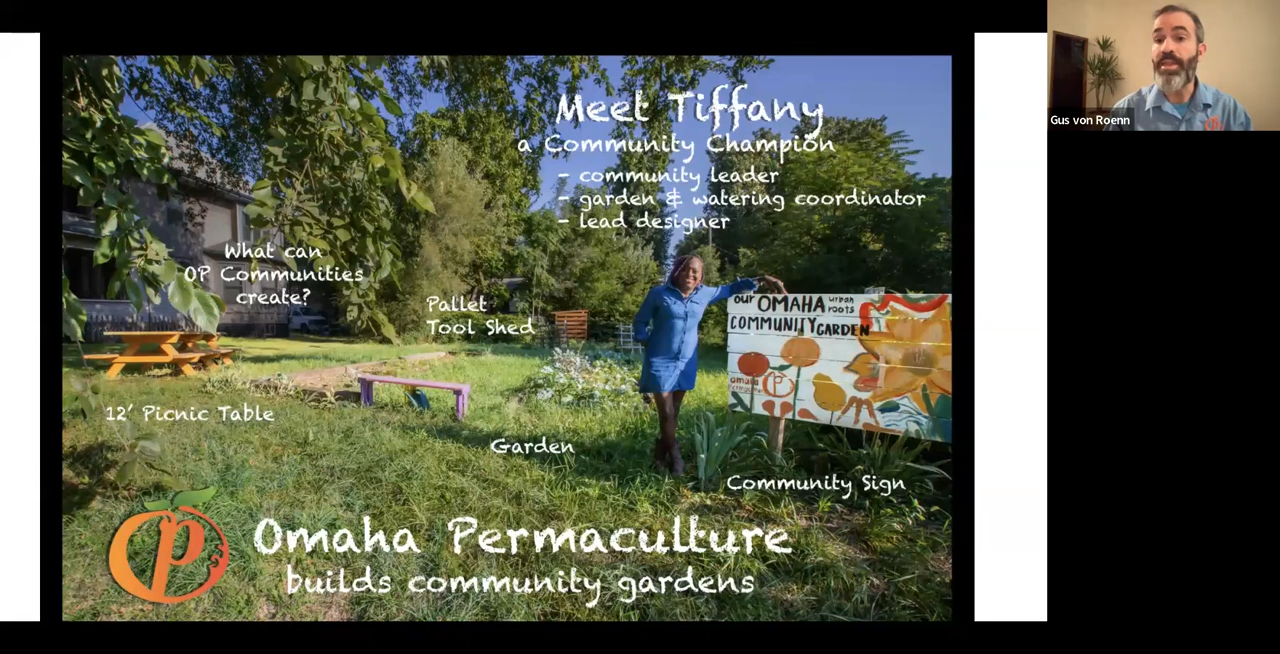 Meet Tiffany
a Community Champion
- community leader
- garden & watering coordinator
- lead designer
Gus von Roenn
What can
OP Communities
create?
Pallet
Tool Shed
our OMAHA urban
roots
COMMUNITY GARDEN
omaha
12' Picnic Table
Garden
Community Sign
Omaha Permaculture
builds community gardens